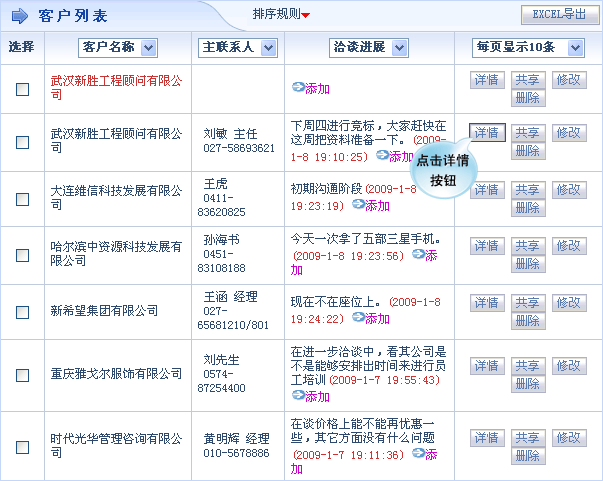 客户列表 排序规则 EXCEL导出
选择 客户名称 主联系人 洽谈进展 每页显示10条
武汉新胜工程顾问有限公
司
添加
详情 共享 修改
删除
武汉新胜工程顾问有限公
司
刘敏 主任
027-58693621
下周四进行竞标，大家赶快在
这周把资料准备一下。(2009-
1-8 19:10:25) 添加
详情 共享 修改
删除
点击详情
按钮
大连维信科技发展有限公
司
王虎
0411-
83620825
初期沟通阶段(2009-1-8
19:23:19) 添加
详情 共享 修改
删除
哈尔滨中资源科技发展有
限公司
孙海书
0451-
83108188
今天一次拿了五部三星手机。
(2009-1-8 19:23:56) 添
加
详情 共享 修改
删除
新希望集团有限公司
王涵 经理
027-
65681210/801
现在不在座位上。(2009-1-8
19:24:22) 添加
详情 共享 修改
删除
重庆雅戈尔服饰有限公司
刘先生
0574-
87254400
在进一步洽谈中，看其公司是
不是能够安排出时间来进行员
工培训(2009-1-7 19:55:43)
添加
详情 共享 修改
删除
时代光华管理咨询有限公
司
黄明辉 经理
010-5678886
在谈价格上能不能再优惠一
些，其它方面没有什么问题
(2009-1-7 19:11:36) 添
加
详情 共享 修改
删除